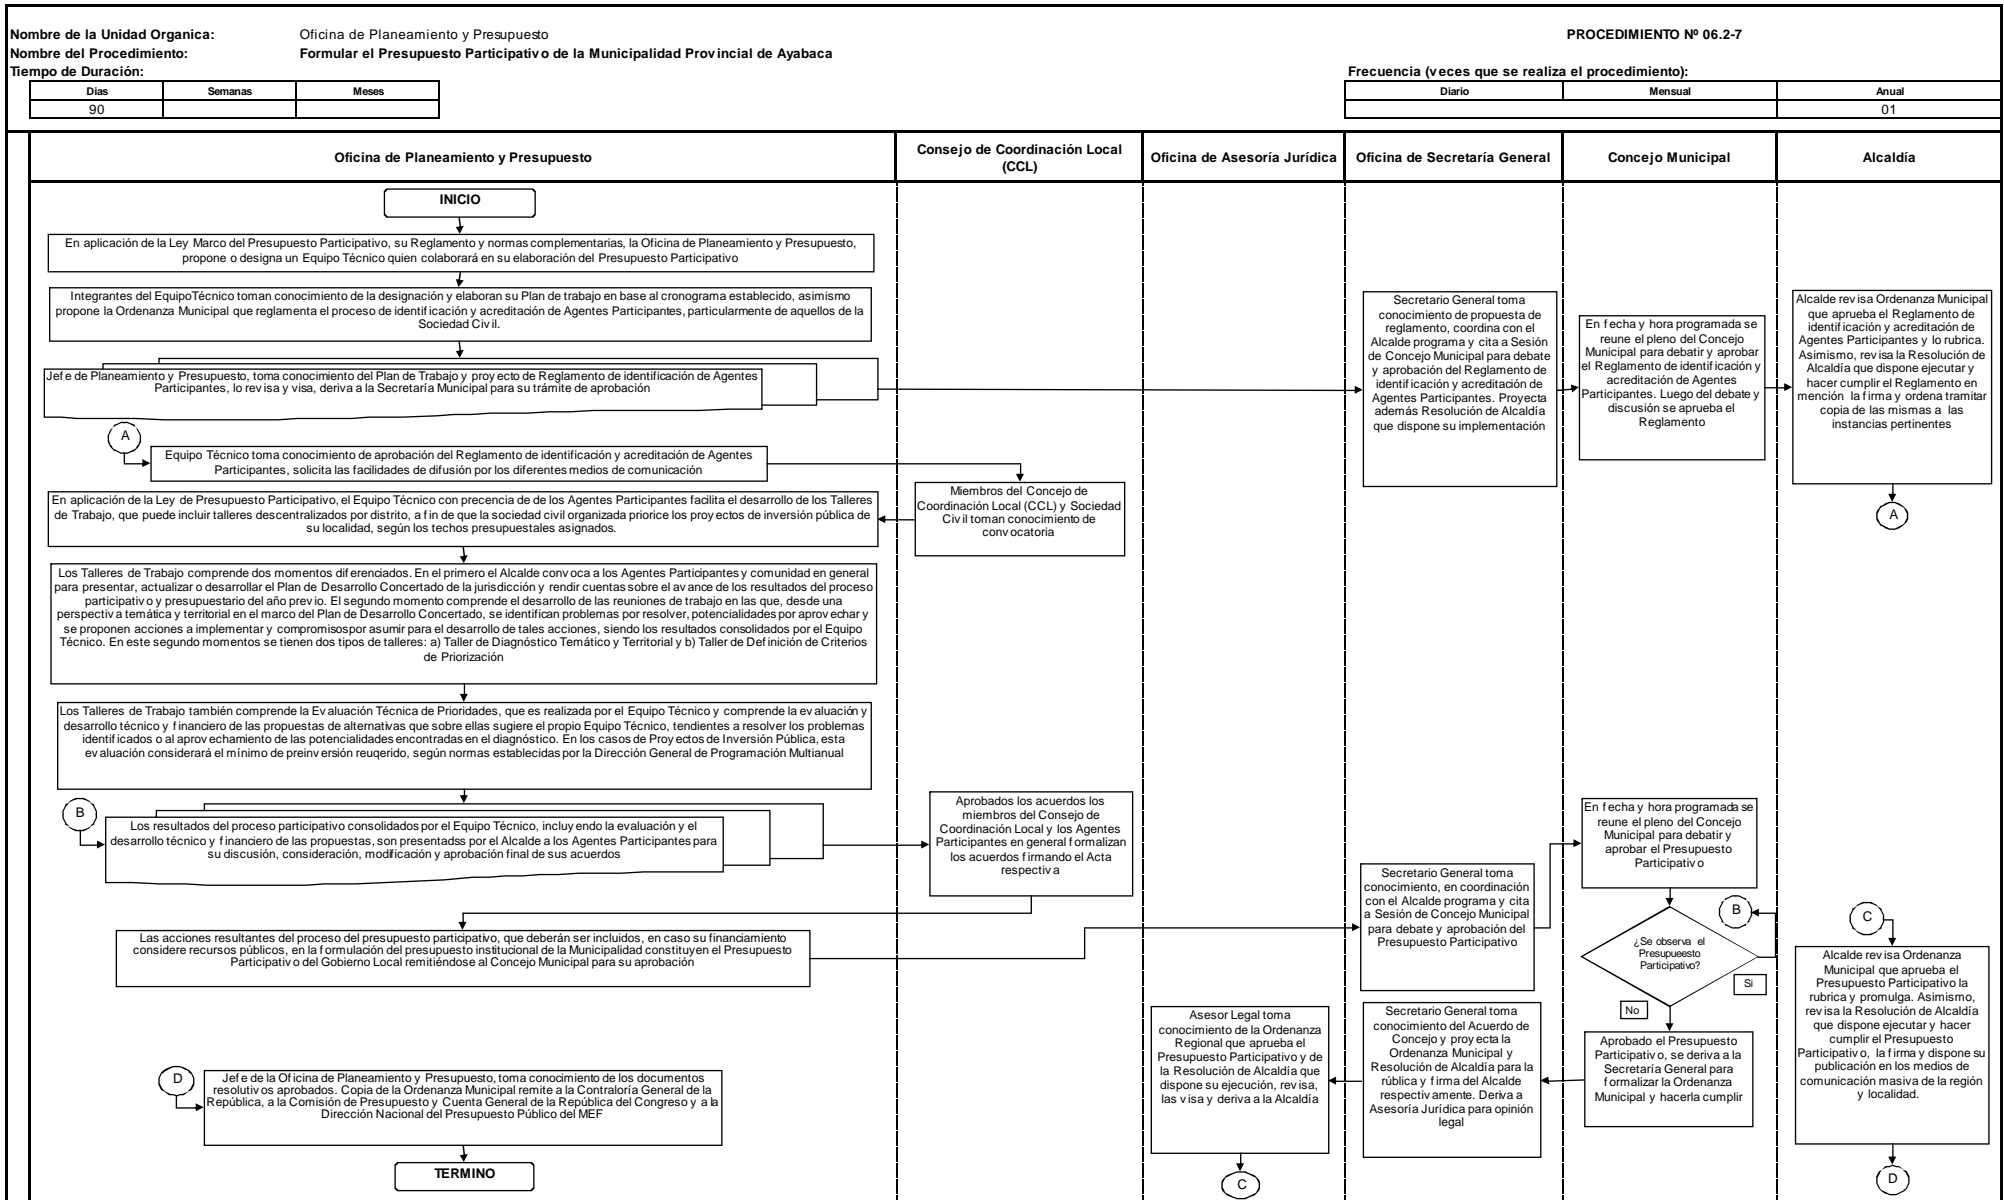 Nombre de la Unidad Organica:
Oficina de Planeamiento y Presupuesto
PROCEDIMIENTO Nº 06.2-7
Nombre del Procedimiento:
Formular el Presupuesto Participativo de la Municipalidad Provincial de Ayabaca
Tiempo de Duración:
Frecuencia (veces que se realiza el procedimiento):
Dias
Semanas
Meses
Diario
Mensual
Anual
90
01
Oficina de Planeamiento y Presupuesto
Consejo de Coordinación Local
(CCL)
Oficina de Asesoría Jurídica
Oficina de Secretaría General
Concejo Municipal
Alcaldía
INICIO
En aplicación de la Ley Marco del Presupuesto Participativo, su Reglamento y normas complementarias, la Oficina de Planeamiento y Presupuesto,
propone o designa un Equipo Técnico quien colaborará en su elaboración del Presupuesto Participativo
Integrantes del EquipoTécnico toman conocimiento de la designación y elaboran su Plan de trabajo en base al cronograma establecido, asimismo
propone la Ordenanza Municipal que reglamenta el proceso de identificación y acreditación de Agentes Participantes, particularmente de aquellos de la
Sociedad Civil.
Jefe de Planeamiento y Presupuesto, toma conocimiento del Plan de Trabajo y proyecto de Reglamento de identificación de Agentes
Participantes, lo revisa y visa, deriva a la Secretaría Municipal para su trámite de aprobación
Secretario General toma
conocimiento de propuesta de
reglamento, coordina con el
Alcalde programa y cita a Sesión
de Concejo Municipal para debate
y aprobación del Reglamento de
identificación y acreditación de
Agentes Participantes. Proyecta
además Resolución de Alcaldía
que dispone su implementación
En fecha y hora programada se
reune el pleno del Concejo
Municipal para debatir y aprobar
el Reglamento de identificación y
acreditación de Agentes
Participantes. Luego del debate y
discusión se aprueba el
Reglamento
Alcalde revisa Ordenanza Municipal
que aprueba el Reglamento de
identificación y acreditación de
Agentes Participantes y lo rubrica.
Asimismo, revisa la Resolución de
Alcaldía que dispone ejecutar y
hacer cumplir el Reglamento en
mención la firma y ordena tramitar
copia de las mismas a las
instancias pertinentes
A
A
Equipo Técnico toma conocimiento de aprobación del Reglamento de identificación y acreditación de Agentes
Participantes, solicita las facilidades de difusión por los diferentes medios de comunicación
Miembros del Concejo de
Coordinación Local (CCL) y Sociedad
Civil toman conocimiento de
convocatoria
En aplicación de la Ley de Presupuesto Participativo, el Equipo Técnico con precencia de de los Agentes Participantes facilita el desarrollo de los Talleres
de Trabajo, que puede incluir talleres descentralizados por distrito, a fin de que la sociedad civil organizada priorice los proyectos de inversión pública de
su localidad, según los techos presupuestales asignados.
Los Talleres de Trabajo comprende dos momentos diferenciados. En el primero el Alcalde convoca a los Agentes Participantes y comunidad en general
para presentar, actualizar o desarrollar el Plan de Desarrollo Concertado de la jurisdicción y rendir cuentas sobre el avance de los resultados del proceso
participativo y presupuestario del año previo. El segundo momento comprende el desarrollo de las reuniones de trabajo en las que, desde una
perspectiva temática y territorial en el marco del Plan de Desarrollo Concertado, se identifican problemas por resolver, potencialidades por aprovechar y
se proponen acciones a implementar y compromisospor asumir para el desarrollo de tales acciones, siendo los resultados consolidados por el Equipo
Técnico. En este segundo momentos se tienen dos tipos de talleres: a) Taller de Diagnóstico Temático y Territorial y b) Taller de Definición de Criterios
de Priorización
Los Talleres de Trabajo también comprende la Evaluación Técnica de Prioridades, que es realizada por el Equipo Técnico y comprende la evaluación y
desarrollo técnico y financiero de las propuestas de alternativas que sobre ellas sugiere el propio Equipo Técnico, tendientes a resolver los problemas
identificados o al aprovechamiento de las potencialidades encontradas en el diagnóstico. En los casos de Proyectos de Inversión Pública, esta
evaluación considerará el mínimo de preinversión reuqerido, según normas establecidas por la Dirección General de Programación Multianual
B
Los resultados del proceso participativo consolidados por el Equipo Técnico, incluyendo la evaluación y el
desarrollo técnico y financiero de las propuestas, son presentadss por el Alcalde a los Agentes Participantes para
su discusión, consideración, modificación y aprobación final de sus acuerdos
Aprobados los acuerdos los
miembros del Consejo de
Coordinación Local y los Agentes
Participantes en general formalizan
los acuerdos firmando el Acta
respectiva
Las acciones resultantes del proceso del presupuesto participativo, que deberán ser incluidos, en caso su financiamiento
considere recursos públicos, en la formulación del presupuesto institucional de la Municipalidad constituyen el Presupuesto
Participativo del Gobierno Local remitiéndose al Concejo Municipal para su aprobación
Secretario General toma
conocimiento, en coordinación
con el Alcalde programa y cita
a Sesión de Concejo Municipal
para debate y aprobación del
Presupuesto Participativo
En fecha y hora programada se
reune el pleno del Concejo
Municipal para debatir y
aprobar el Presupuesto
Participativo
¿Se observa el
Presupueesto
Participativo?
B
Si
No
Aprobado el Presupuesto
Participativo, se deriva a la
Secretaría General para
formalizar la Ordenanza
Municipal y hacerla cumplir
Secretario General toma
conocimiento del Acuerdo de
Concejo y proyecta la
Ordenanza Municipal y
Resolución de Alcaldía para la
rública y firma del Alcalde
respectivamente. Deriva a
Asesoría Jurídica para opinión
legal
Asesor Legal toma
conocimiento de la Ordenanza
Regional que aprueba el
Presupuesto Participativo y de
la Resolución de Alcaldía que
dispone su ejecución, revisa,
las visa y deriva a la Alcaldía
C
C
Alcalde revisa Ordenanza
Municipal que aprueba el
Presupuesto Participativo la
rubrica y promulga. Asimismo,
revisa la Resolución de Alcaldía
que dispone ejecutar y hacer
cumplir el Presupuesto
Participativo, la firma y dispone su
publicación en los medios de
comunicación masiva de la región
y localidad.
D
D
Jefe de la Oficina de Planeamiento y Presupuesto, toma conocimiento de los documentos
resolutivos aprobados. Copia de la Ordenanza Municipal remite a la Contraloría General de la
República, a la Comisión de Presupuesto y Cuenta General de la República del Congreso y a la
Dirección Nacional del Presupuesto Público del MEF
TERMINO